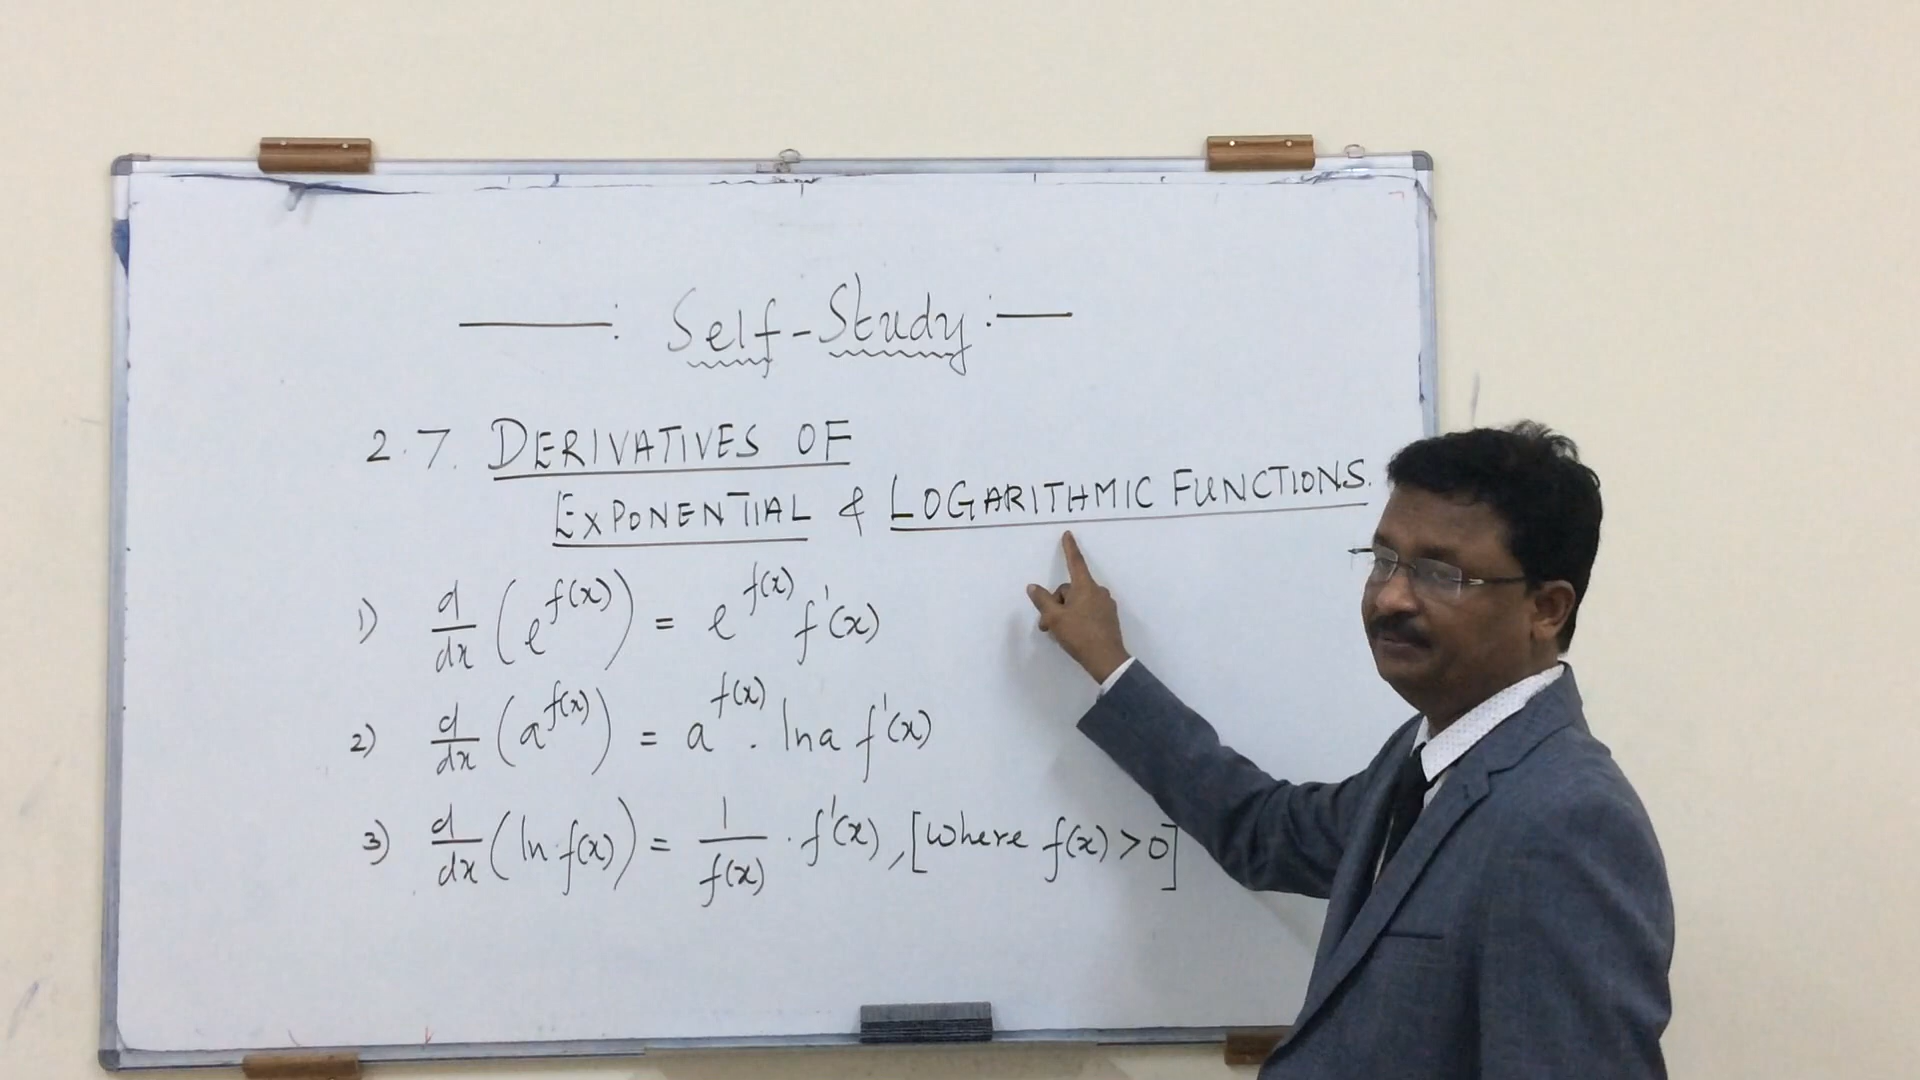 ——: Self-Study :—
2.7. DERIVATIVES OF
EXPONENTIAL & LOGARITHMIC FUNCTIONS.
1) d/dx (e^f(x)) = e^f(x) f'(x)
2) d/dx (a^f(x)) = a^f(x) . ln a f'(x)
3) d/dx (ln f(x)) = 1/f(x) . f'(x), [where f(x) > 0]